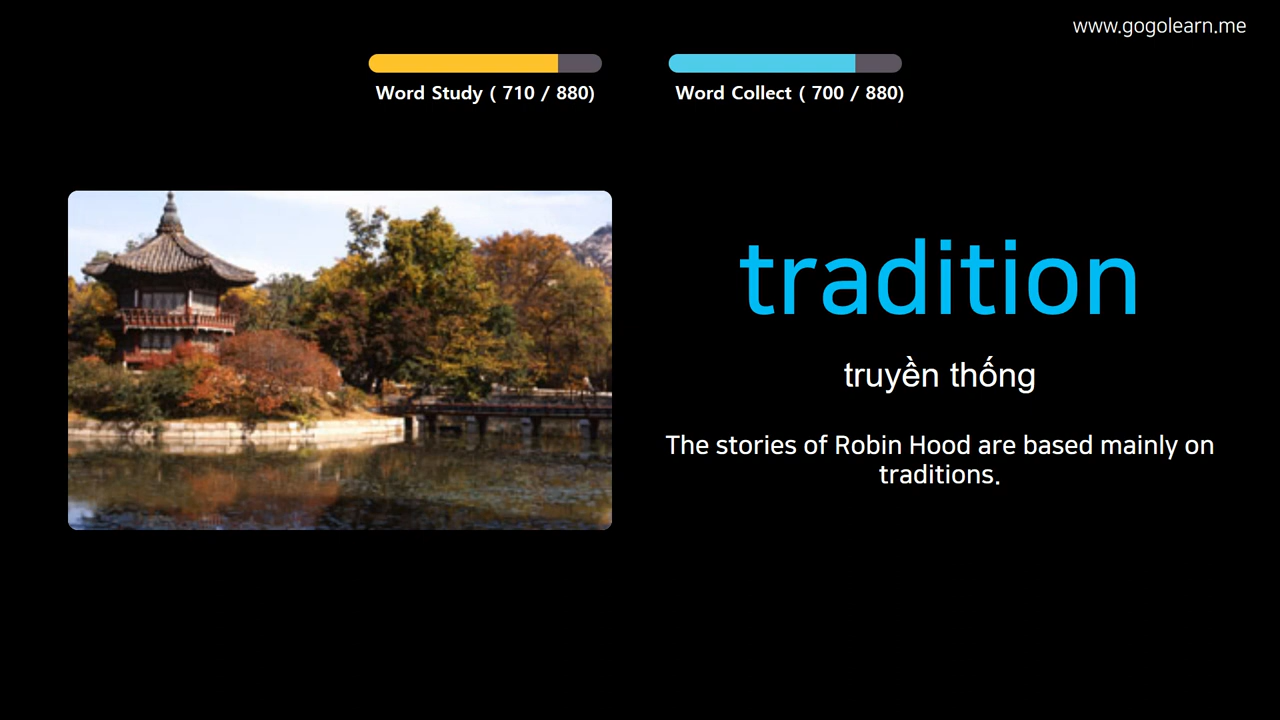 www.gogolearn.me
Word Study ( 710 / 880)
Word Collect ( 700 / 880)
tradition
truyền thống
The stories of Robin Hood are based mainly on
traditions.